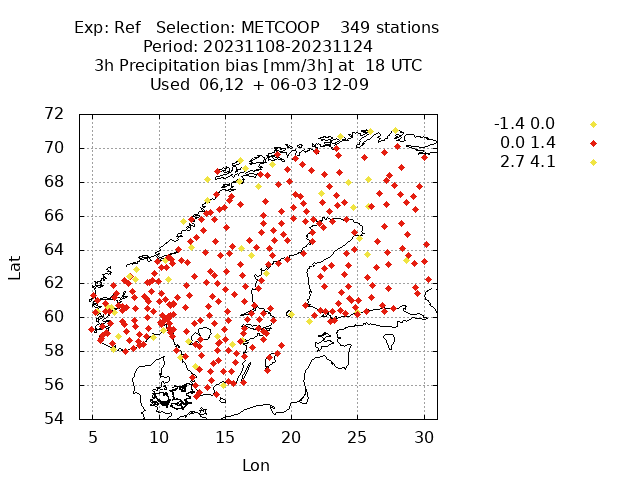 Exp: Ref   Selection: METCOOP    349 stations
Period: 20231108-20231124
3h Precipitation bias [mm/3h] at  18 UTC
Used  06,12  + 06-03 12-09
-1.4 0.0
0.0 1.4
2.7 4.1
72
70
68
66
64
62
60
58
56
54
Lat
5 10 15 20 25 30
Lon